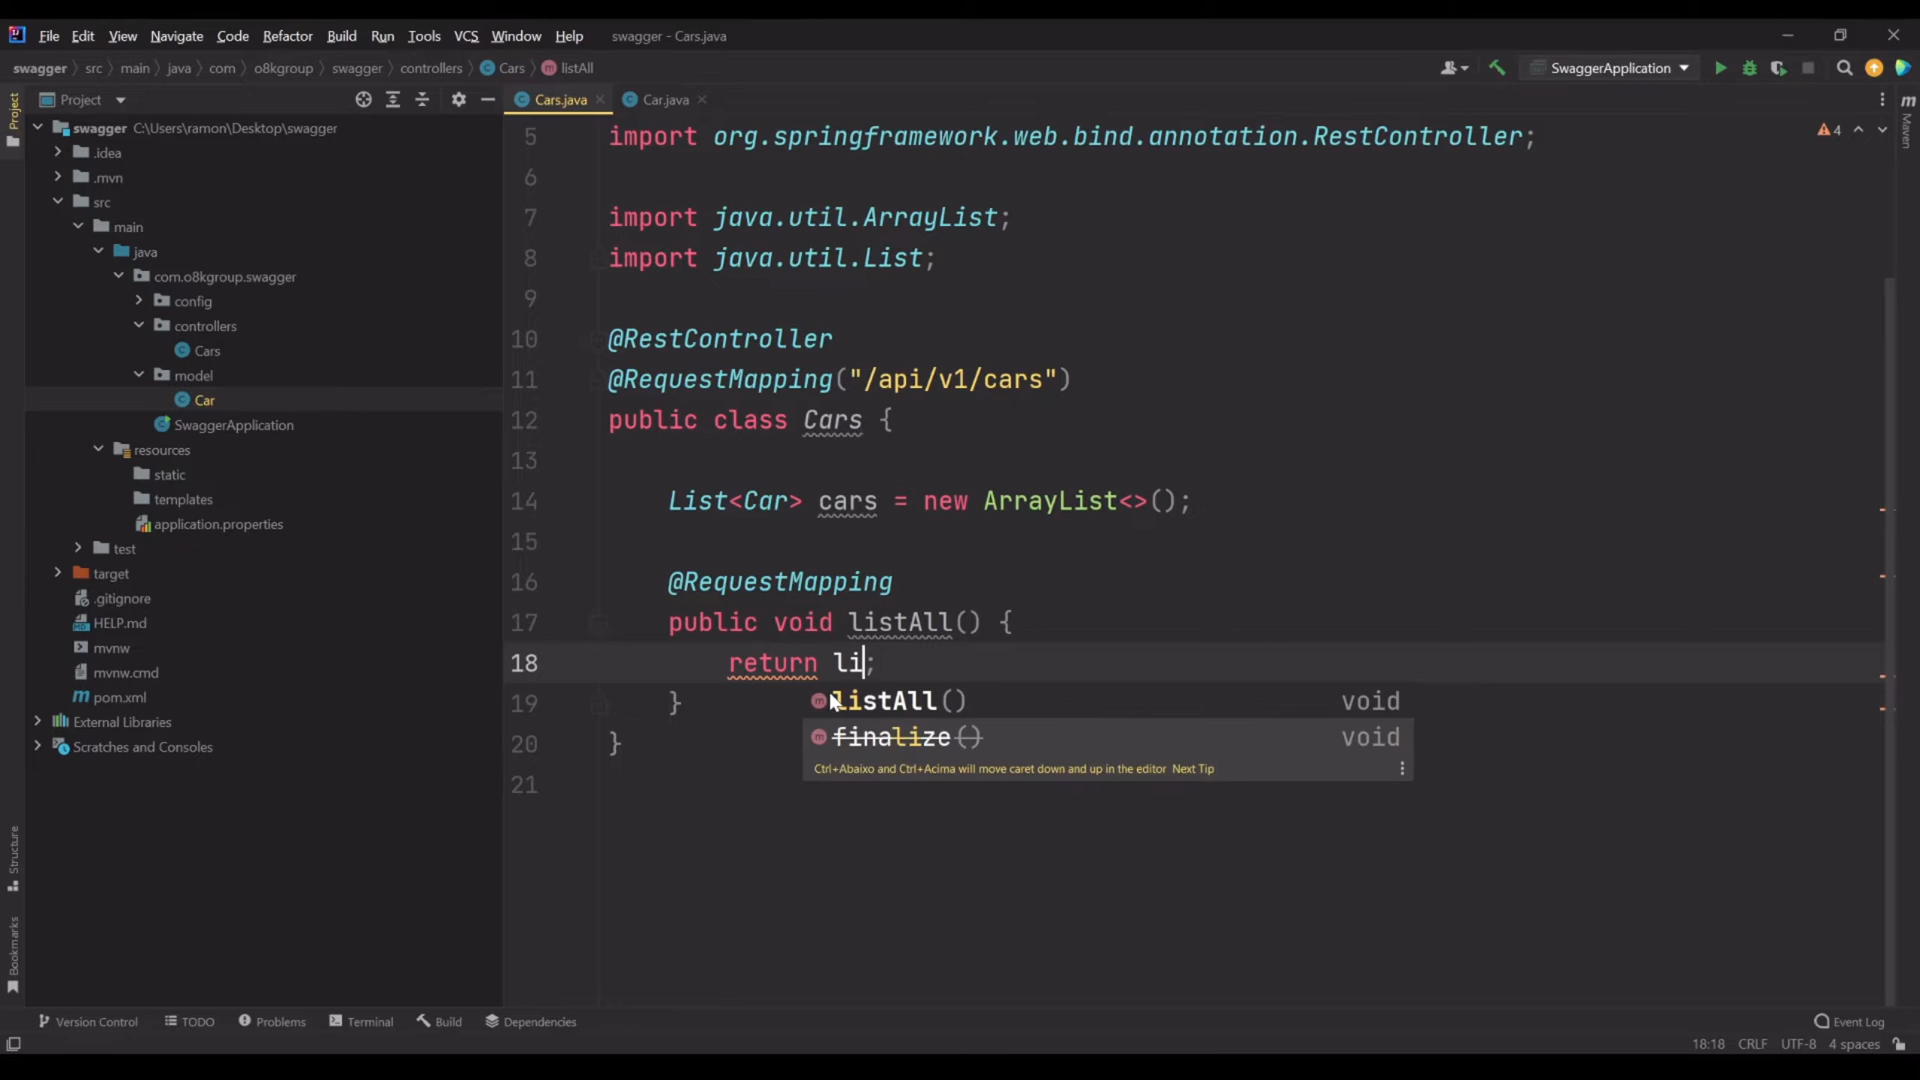 File Edit View Navigate Code Refactor Build Run Tools VCS Window Help swagger - Cars.java
swagger src main java com o8kgroup swagger controllers Cars listAll SwaggerApplication
Project
Project
Cars.java
Car.java
Maven
swagger C:\Users\ramon\Desktop\swagger
.idea
.mvn
src
main
java
com.o8kgroup.swagger
config
controllers
Cars
model
Car
SwaggerApplication
resources
static
templates
application.properties
test
target
.gitignore
HELP.md
mvnw
mvnw.cmd
pom.xml
External Libraries
Scratches and Consoles
Structure
Bookmarks
4
5 import org.springframework.web.bind.annotation.RestController;
6
7 import java.util.ArrayList;
8 import java.util.List;
9
10 @RestController
11 @RequestMapping("/api/v1/cars")
12 public class Cars {
13
14 List<Car> cars = new ArrayList<>();
15
16 @RequestMapping
17 public void listAll() {
18 return li;
19 }
20 }
21
listAll() void
finalize() void
Ctrl+Abaixo and Ctrl+Acima will move caret down and up in the editor Next Tip
Version Control TODO Problems Terminal Build Dependencies Event Log
18:18 CRLF UTF-8 4 spaces